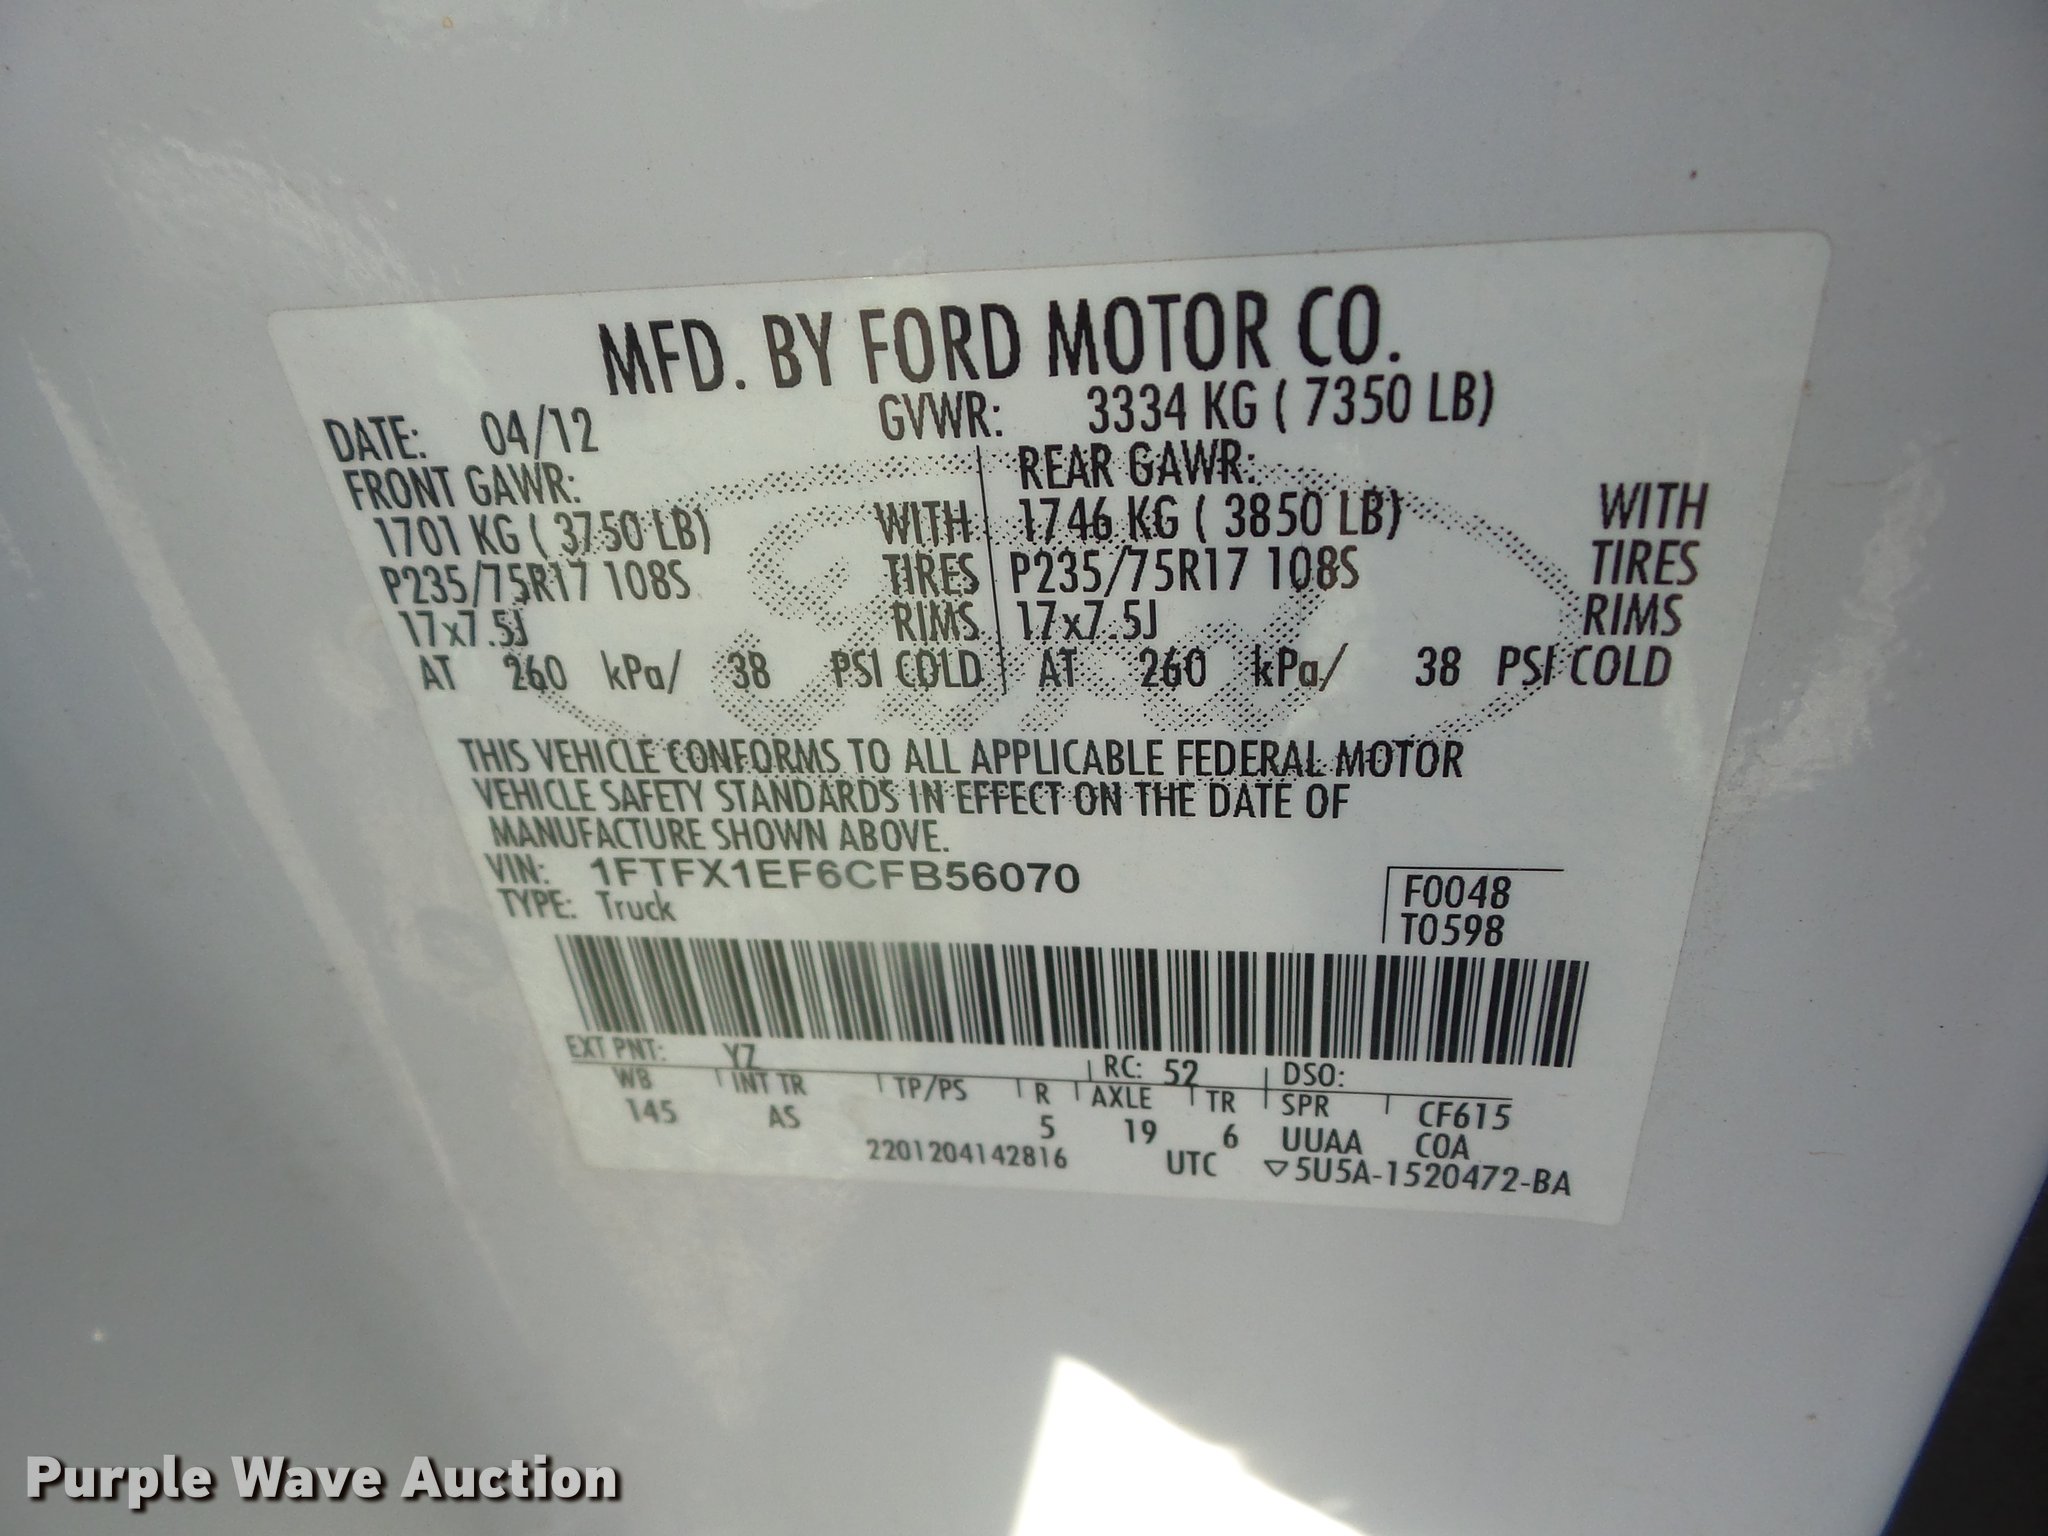 MFD. BY FORD MOTOR CO.
DATE: 04/12 GVWR: 3334 KG ( 7350 LB)
FRONT GAWR: REAR GAWR:
1701 KG ( 3750 LB) WITH 1746 KG ( 3850 LB) WITH
P235/75R17 108S TIRES P235/75R17 108S TIRES
17x7.5J RIMS 17x7.5J RIMS
AT 260 kPa/ 38 PSI COLD AT 260 kPa/ 38 PSI COLD
THIS VEHICLE CONFORMS TO ALL APPLICABLE FEDERAL MOTOR
VEHICLE SAFETY STANDARDS IN EFFECT ON THE DATE OF
MANUFACTURE SHOWN ABOVE.
VIN: 1FTFX1EF6CFB56070
TYPE: Truck
F0048
T0598
EXT PNT: YZ RC: 52 DSO:
WB INT TR TP/PS R AXLE TR SPR CF615
145 AS 5 19 6 UUAA COA
2201204142816 UTC ▽5U5A-1520472-BA
Ford
Purple Wave Auction